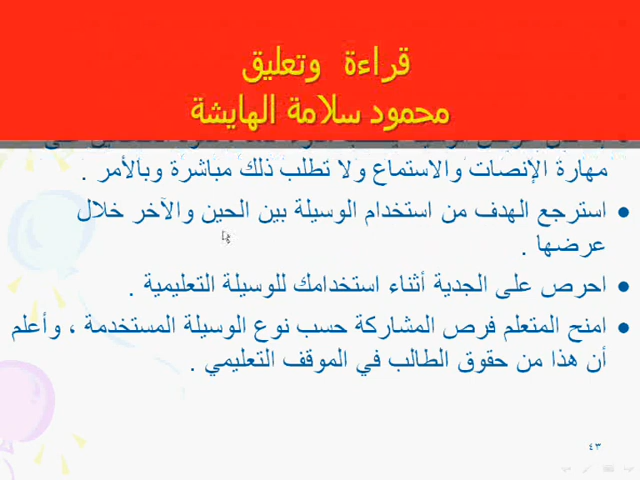 قراءة وتعليق
محمود سلامة الهايشة
مهارة الإنصات والاستماع ولا تطلب ذلك مباشرة وبالأمر .
استرجع الهدف من استخدام الوسيلة بين الحين والآخر خلال
عرضها .
احرص على الجدية أثناء استخدامك للوسيلة التعليمية .
امنح المتعلم فرص المشاركة حسب نوع الوسيلة المستخدمة ، وأعلم
أن هذا من حقوق الطالب في الموقف التعليمي .
٤٣